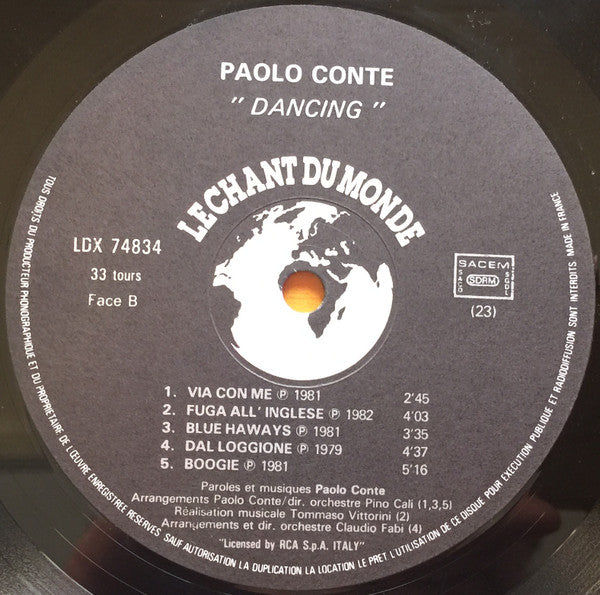 PAOLO CONTE
" DANCING "
LE CHANT DU MONDE
LDX 74834
33 tours
Face B
SACEM
SACD
SDRM
SGDL
(23)
1. VIA CON ME Ⓟ 1981 2'45
2. FUGA ALL' INGLESE Ⓟ 1982 4'03
3. BLUE HAWAYS Ⓟ 1981 3'35
4. DAL LOGGIONE Ⓟ 1979 4'37
5. BOOGIE Ⓟ 1981 5'16
Paroles et musiques Paolo Conte
Arrangements Paolo Conte/dir. orchestre Pino Cali (1,3,5)
Réalisation musicale Tommaso Vittorini (2)
Arrangements et dir. orchestre Claudio Fabi (4)
"Licensed by RCA S.p.A. ITALY"
TOUS DROITS DU PRODUCTEUR PHONOGRAPHIQUE ET DU PROPRIETAIRE DE L'ŒUVRE ENREGISTREE RESERVES SAUF AUTORISATION LA DUPLICATION LA LOCATION LE PRET L'UTILISATION DE CE DISQUE POUR EXECUTION PUBLIQUE ET RADIODIFFUSION SONT INTERDITS MADE IN FRANCE